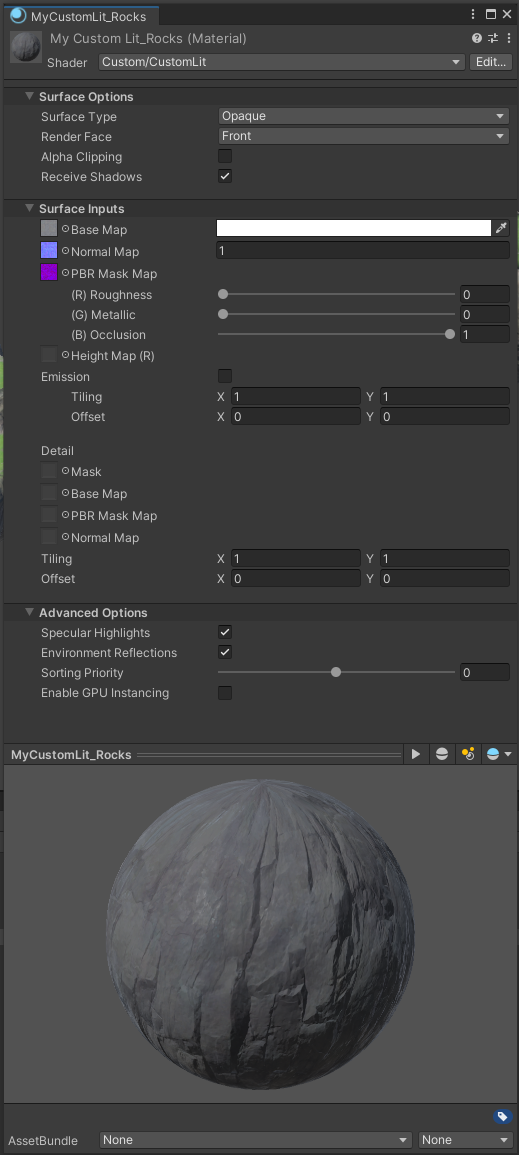 MyCustomLit_Rocks
My Custom Lit_Rocks (Material)
Shader Custom/CustomLit Edit...
Surface Options
Surface Type Opaque
Render Face Front
Alpha Clipping
Receive Shadows
Surface Inputs
Base Map
Normal Map 1
PBR Mask Map
(R) Roughness 0
(G) Metallic 0
(B) Occlusion 1
Height Map (R)
Emission
Tiling X 1 Y 1
Offset X 0 Y 0
Detail
Mask
Base Map
PBR Mask Map
Normal Map
Tiling X 1 Y 1
Offset X 0 Y 0
Advanced Options
Specular Highlights
Environment Reflections
Sorting Priority 0
Enable GPU Instancing
MyCustomLit_Rocks
AssetBundle None None